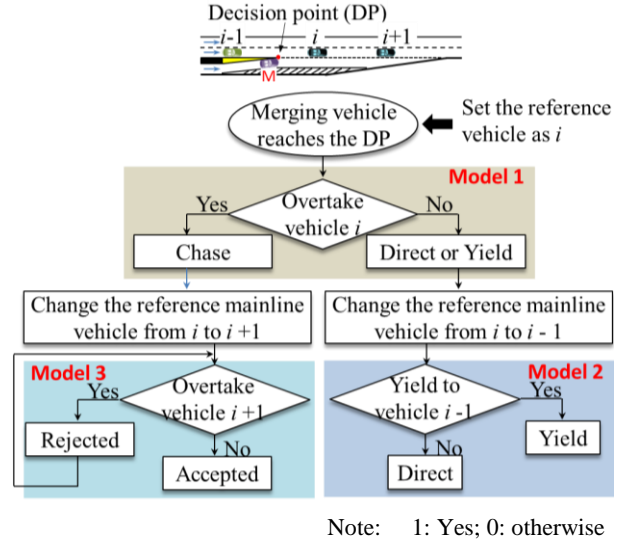 Decision point (DP)
i-1 i i+1
M
Merging vehicle
reaches the DP
Set the reference
vehicle as i
Model 1
Yes
Overtake
vehicle i
No
Chase
Direct or Yield
Change the reference mainline
vehicle from i to i +1
Change the reference mainline
vehicle from i to i - 1
Model 3
Yes
Overtake
vehicle i +1
Rejected
No
Accepted
Model 2
Yield to
vehicle i -1
Yes
Yield
No
Direct
Note: 1: Yes; 0: otherwise